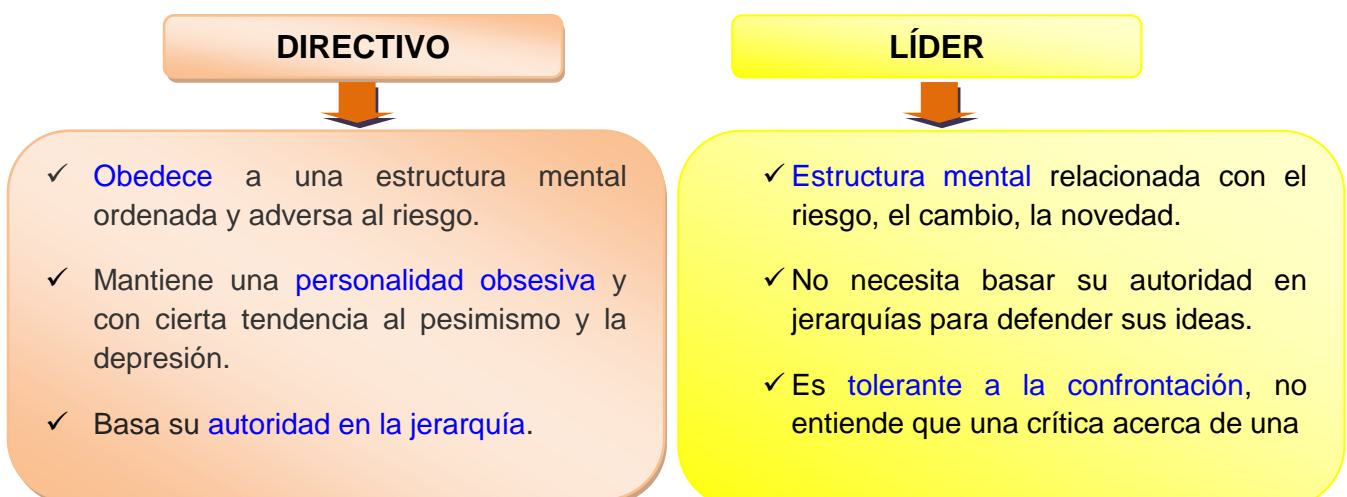 DIRECTIVO
✓ Obedece a una estructura mental
ordenada y adversa al riesgo.
✓ Mantiene una personalidad obsesiva y
con cierta tendencia al pesimismo y la
depresión.
✓ Basa su autoridad en la jerarquía.
LÍDER
✓ Estructura mental relacionada con el
riesgo, el cambio, la novedad.
✓ No necesita basar su autoridad en
jerarquías para defender sus ideas.
✓ Es tolerante a la confrontación, no
entiende que una crítica acerca de una